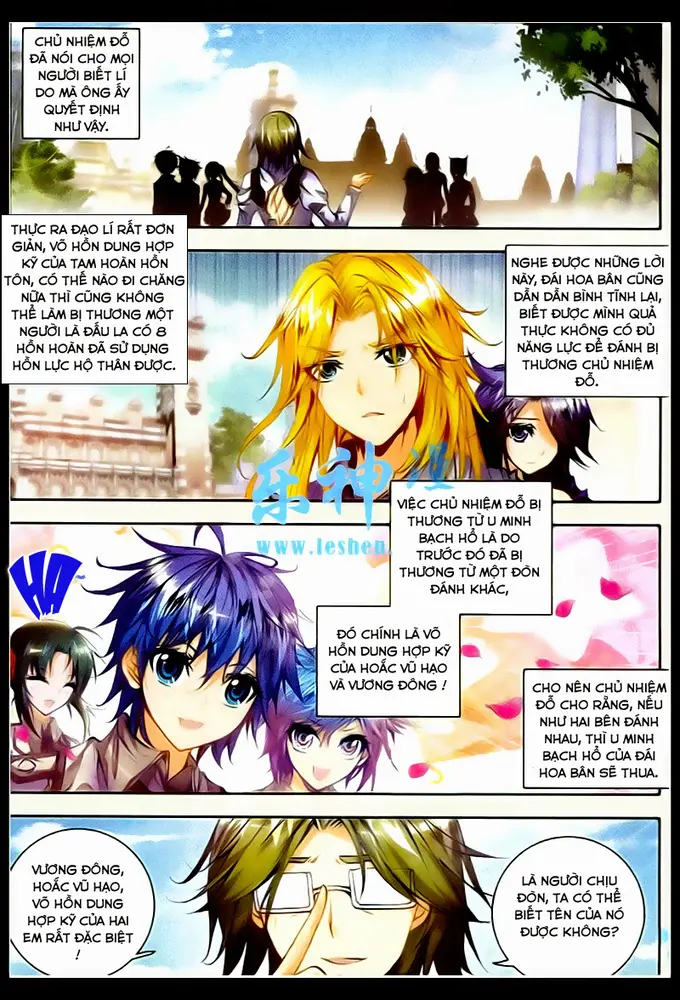 CHỦ NHIỆM ĐỖ
ĐÃ NÓI CHO MỌI
NGƯỜI BIẾT LÍ
DO MÀ ÔNG ẤY
QUYẾT ĐỊNH
NHƯ VẬY.
THỰC RA ĐẠO LÍ RẤT ĐƠN
GIẢN, VÕ HỒN DUNG HỢP
KỸ CỦA TAM HOÀN HỒN
TÔN, CÓ THỂ NÀO ĐI CHĂNG
NỮA THÌ CŨNG KHÔNG
THỂ LÀM BỊ THƯƠNG MỘT
NGƯỜI LÀ ĐẤU LA CÓ 8
HỒN HOÀN ĐÃ SỬ DỤNG
HỒN LỰC HỘ THÂN ĐƯỢC.
NGHE ĐƯỢC NHỮNG LỜI
NÀY, ĐÁI HOA BÂN CŨNG
DẪN DẪN BÌNH TĨNH LẠI,
BIẾT ĐƯỢC MÌNH QUẢ
THỰC KHÔNG CÓ ĐỦ
NĂNG LỰC ĐỂ ĐÁNH BỊ
THƯƠNG CHỦ NHIỆM
ĐỖ.
乐神漫
www.leshen.
VIỆC CHỦ NHIỆM ĐỖ BỊ
THƯƠNG TỪ U MINH
BẠCH HỔ LÀ DO
TRƯỚC ĐÓ ĐÃ BỊ
THƯƠNG TỪ MỘT ĐÒN
ĐÁNH KHÁC,
HA
ĐÓ CHÍNH LÀ VÕ
HỒN DUNG HỢP KỸ
CỦA HOẮC VŨ HẠO
VÀ VƯƠNG ĐÔNG !
CHO NÊN CHỦ NHIỆM
ĐỖ CHO RẰNG, NẾU
NHƯ HAI BÊN ĐÁNH
NHAU, THÌ U MINH
BẠCH HỔ CỦA ĐÁI
HOA BÂN SẼ THUA.
VƯƠNG ĐÔNG,
HOẮC VŨ HẠO,
VÕ HỒN DUNG
HỢP KỸ CỦA HAI
EM RẤT ĐẶC BIỆT
!
LÀ NGƯỜI CHỊU
ĐÒN, TA CÓ THỂ
BIẾT TÊN CỦA NÓ
ĐƯỢC KHÔNG?